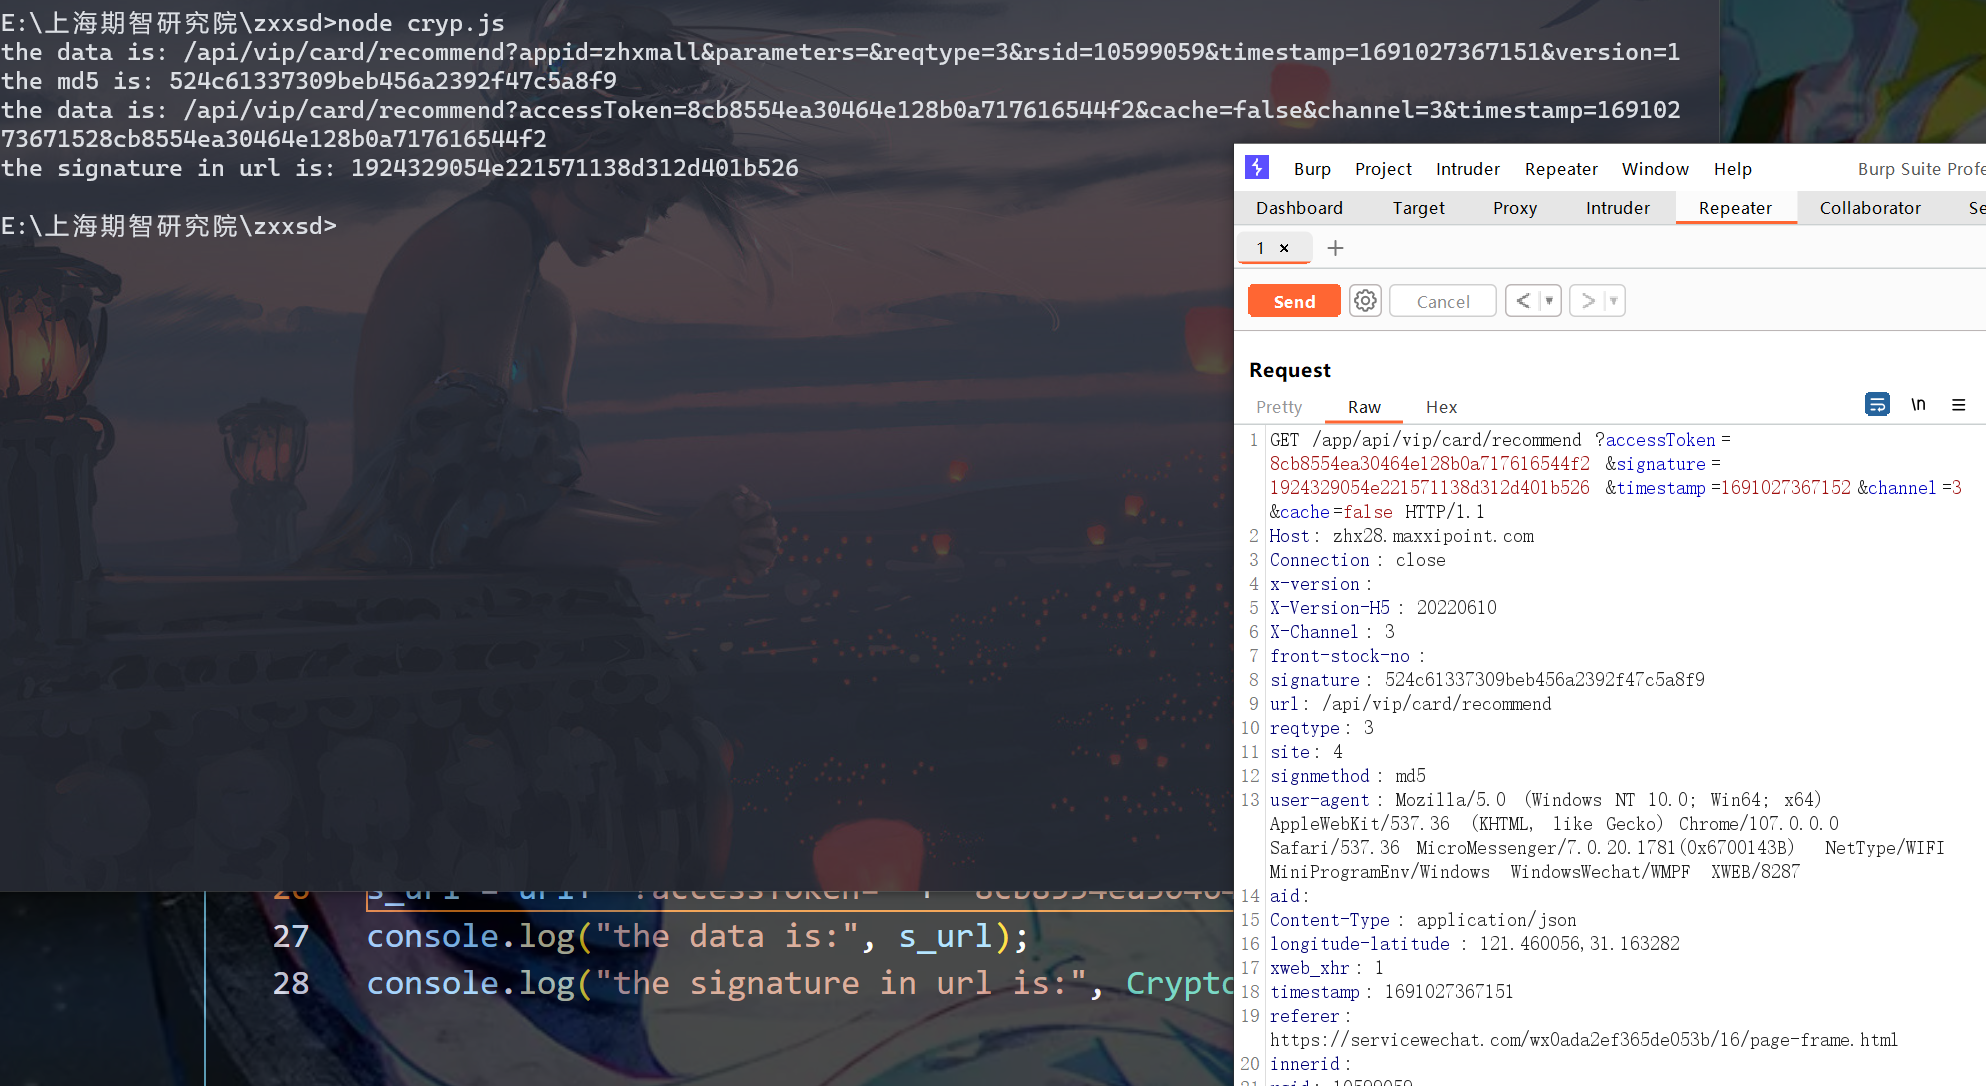 E:\上海期智研究院\zxxsd>node cryp.js
the data is: /api/vip/card/recommend?appid=zhxmall&parameters=&reqtype=3&rsid=10599059&timestamp=1691027367151&version=1
the md5 is: 524c61337309beb456a2392f47c5a8f9
the data is: /api/vip/card/recommend?accessToken=8cb8554ea30464e128b0a717616544f2&cache=false&channel=3&timestamp=169102
73671528cb8554ea30464e128b0a717616544f2
the signature in url is: 1924329054e221571138d312d401b526
E:\上海期智研究院\zxxsd>
Burp Project Intruder Repeater Window Help Burp Suite Profe
Dashboard Target Proxy Intruder Repeater Collaborator Se
1 × +
Send Cancel < >
Request
Pretty Raw Hex \n
1 GET /app/api/vip/card/recommend ?accessToken =
8cb8554ea30464e128b0a717616544f2 &signature =
1924329054e221571138d312d401b526 &timestamp =1691027367152 &channel =3
&cache =false HTTP/1.1
2 Host : zhx28.maxxipoint.com
3 Connection : close
4 x-version :
5 X-Version-H5 : 20220610
6 X-Channel : 3
7 front-stock-no :
8 signature : 524c61337309beb456a2392f47c5a8f9
9 url : /api/vip/card/recommend
10 reqtype : 3
11 site : 4
12 signmethod : md5
13 user-agent : Mozilla/5.0 (Windows NT 10.0; Win64; x64)
AppleWebKit/537.36 (KHTML, like Gecko) Chrome/107.0.0.0
Safari/537.36 MicroMessenger/7.0.20.1781(0x6700143B) NetType/WIFI
MiniProgramEnv/Windows WindowsWechat/WMPF XWEB/8287
14 aid :
15 Content-Type : application/json
16 longitude-latitude : 121.460056,31.163282
17 xweb_xhr : 1
18 timestamp : 1691027367151
19 referer :
https://servicewechat.com/wx0ada2ef365de053b/16/page-frame.html
20 innerid :
21 rsid: 10599059
26 s_url = url+ "?accessToken=" +
27 console.log("the data is:", s_url);
28 console.log("the signature in url is:", Crypto